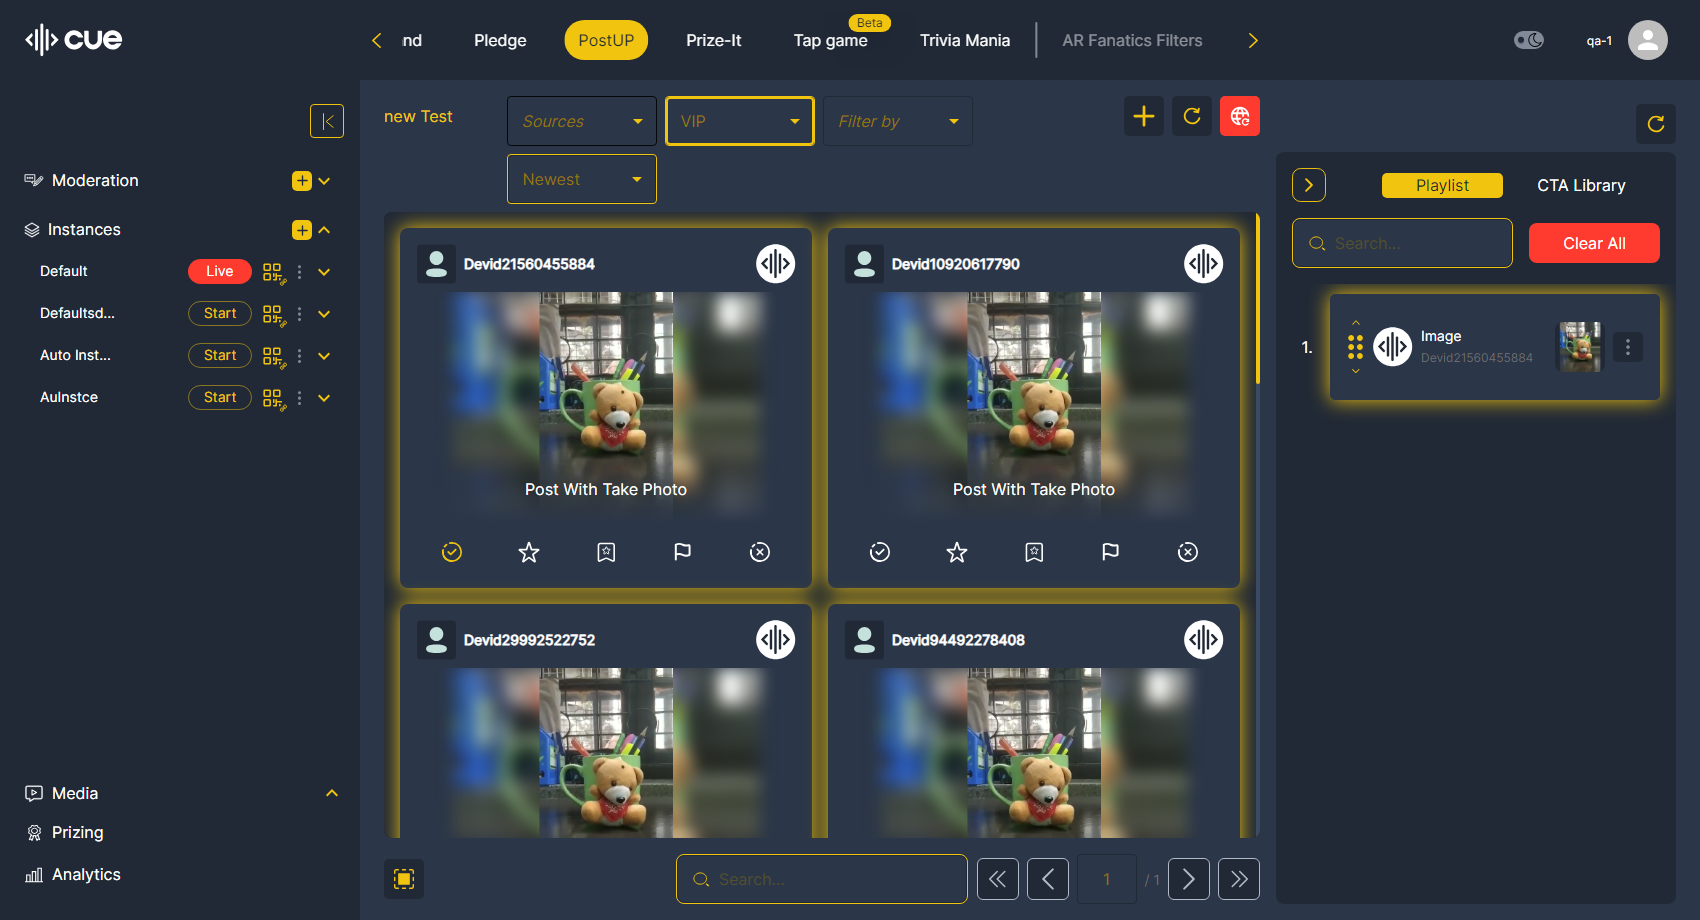 cue
nd
Pledge
PostUP
Prize-It
Beta
Tap game
Trivia Mania
AR Fanatics Filters
qa-1
Moderation
Instances
Default
Live
Defaultsd...
Start
Auto Inst...
Start
AuInstce
Start
Media
Prizing
Analytics
new Test
Sources
VIP
Filter by
Newest
Devid21560455884
Post With Take Photo
Devid10920617790
Post With Take Photo
Devid29992522752
Devid94492278408
Search...
1
/ 1
Playlist
CTA Library
Search...
Clear All
1.
Image
Devid21560455884